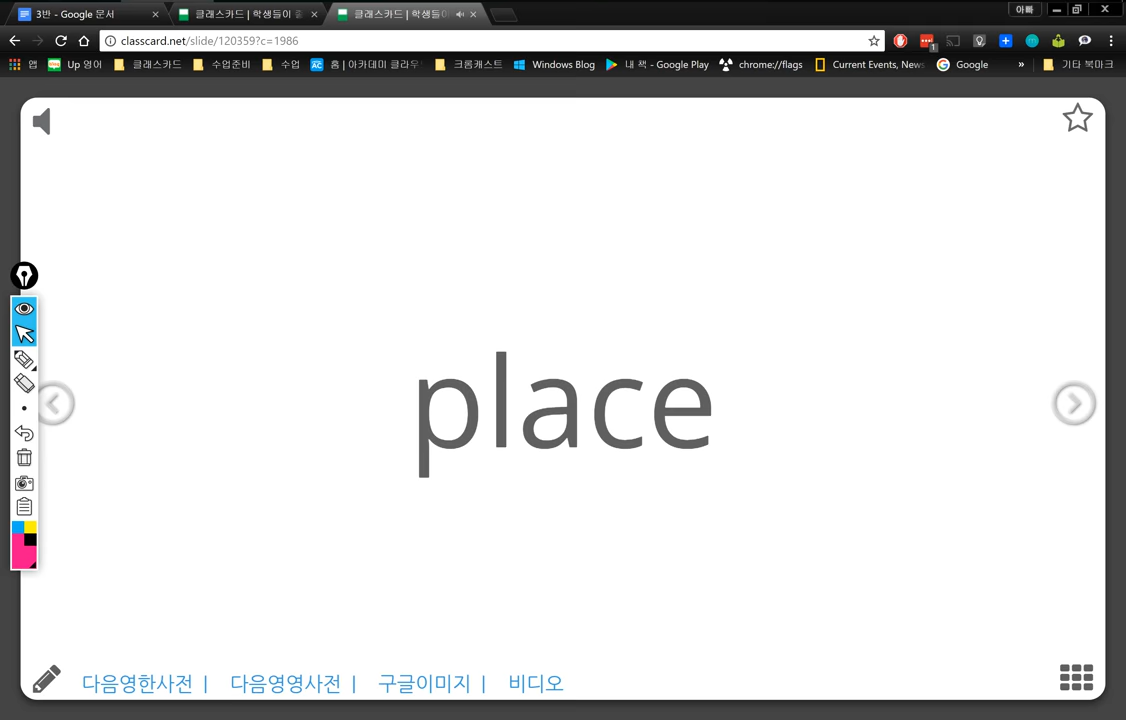 3반 - Google 문서
클래스카드 | 학생들이 좋
클래스카드 | 학생들이
아빠
classcard.net/slide/120359?c=1986
1
앱 Up 영어 클래스카드 수업준비 수업 AC 홈 | 아카데미 클라우 크롬캐스트 Windows Blog 내 책 - Google Play chrome://flags Current Events, News Google » 기타 북마크
place
다음영한사전 | 다음영영사전 | 구글이미지 | 비디오